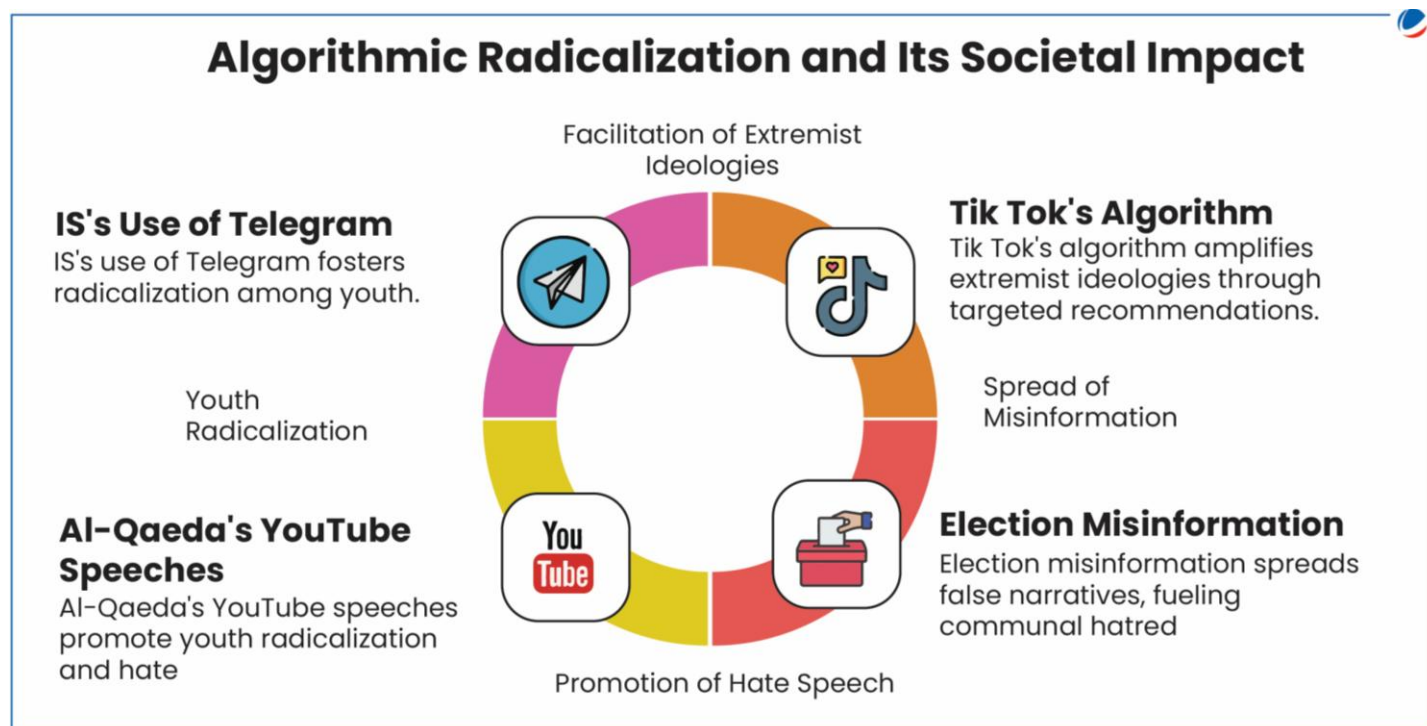 Algorithmic Radicalization and Its Societal Impact
Facilitation of Extremist
Ideologies
IS's Use of Telegram
IS's use of Telegram fosters
radicalization among youth.
Tik Tok's Algorithm
Tik Tok's algorithm amplifies
extremist ideologies through
targeted recommendations.
Youth
Radicalization
Spread of
Misinformation
Al-Qaeda's YouTube
Speeches
Al-Qaeda's YouTube speeches
promote youth radicalization
and hate
You
Tube
Election Misinformation
Election misinformation spreads
false narratives, fueling
communal hatred
Promotion of Hate Speech